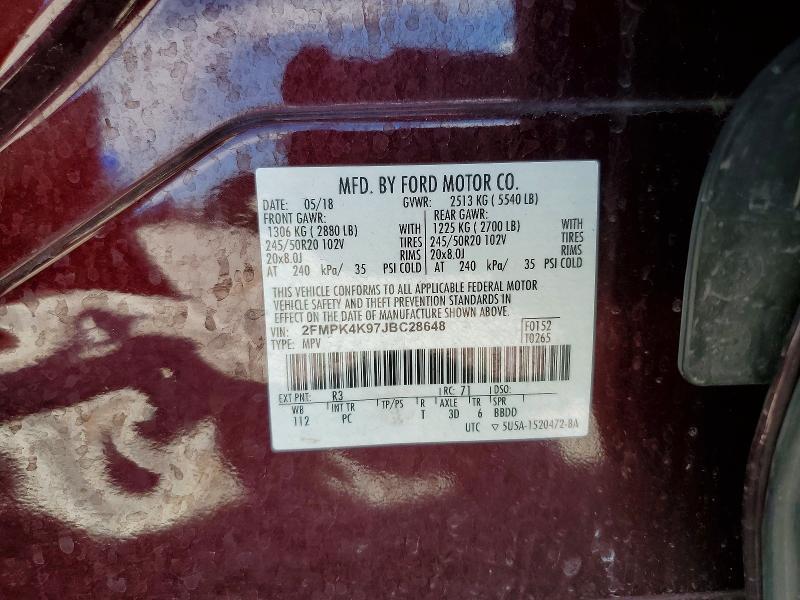 MFD. BY FORD MOTOR CO.
DATE: 05/18 GVWR: 2513 KG ( 5540 LB)
FRONT GAWR: REAR GAWR:
1306 KG ( 2880 LB) WITH 1225 KG ( 2700 LB) WITH
245/50R20 102V TIRES 245/50R20 102V TIRES
20x8.0J RIMS 20x8.0J RIMS
AT 240 kPa/ 35 PSI COLD AT 240 kPa/ 35 PSI COLD
THIS VEHICLE CONFORMS TO ALL APPLICABLE FEDERAL MOTOR
VEHICLE SAFETY AND THEFT PREVENTION STANDARDS IN
EFFECT ON THE DATE OF MANUFACTURE SHOWN ABOVE.
VIN: 2FMPK4K97JBC28648 F0152
TYPE: MPV T0265
EXT PNT: R3 RC: 71 DSO:
WB INT TR TP/PS R AXLE TR SPR
112 PC T 3D 6 BBDD
UTC ▽ 5U5A-1520472-BA